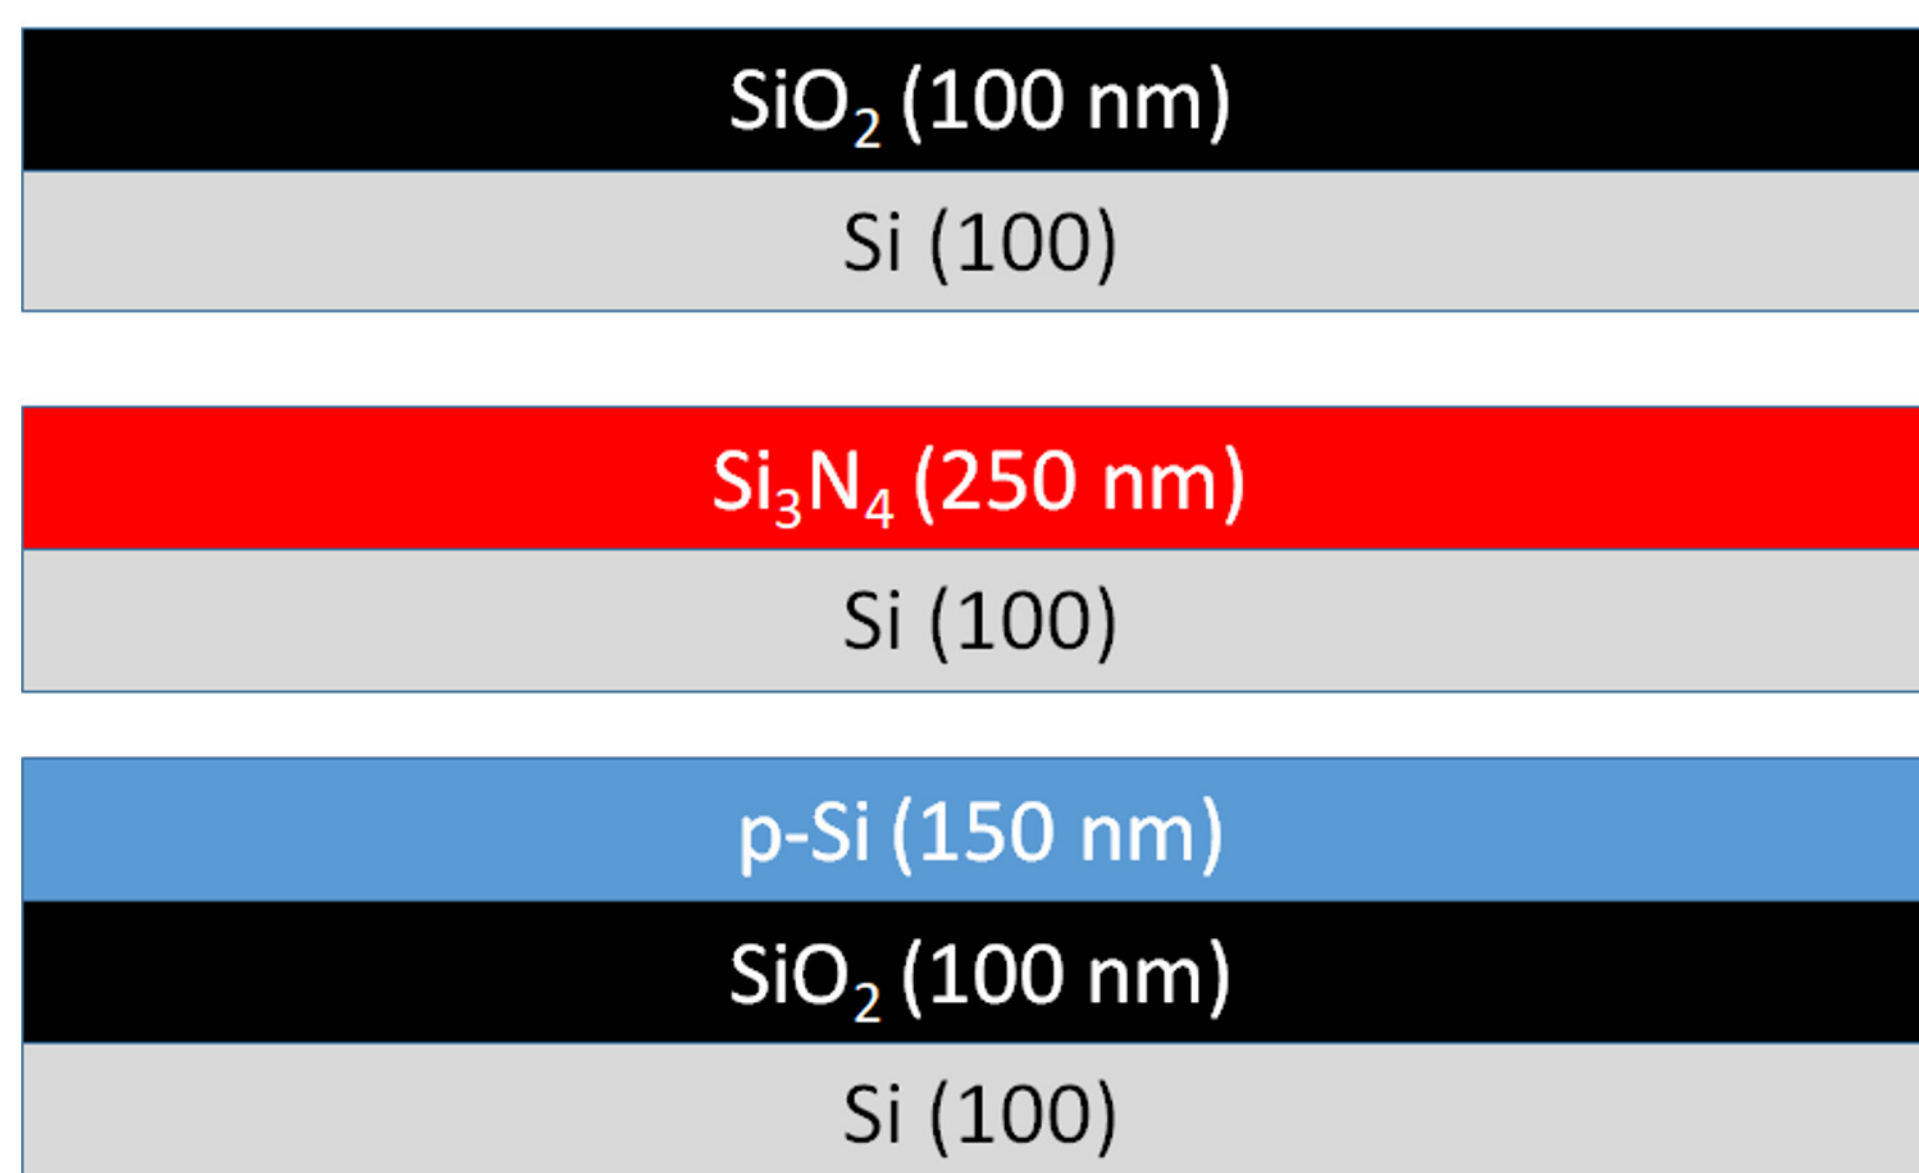 SiO₂ (100 nm)
Si (100)
Si₃N₄ (250 nm)
Si (100)
p-Si (150 nm)
SiO₂ (100 nm)
Si (100)